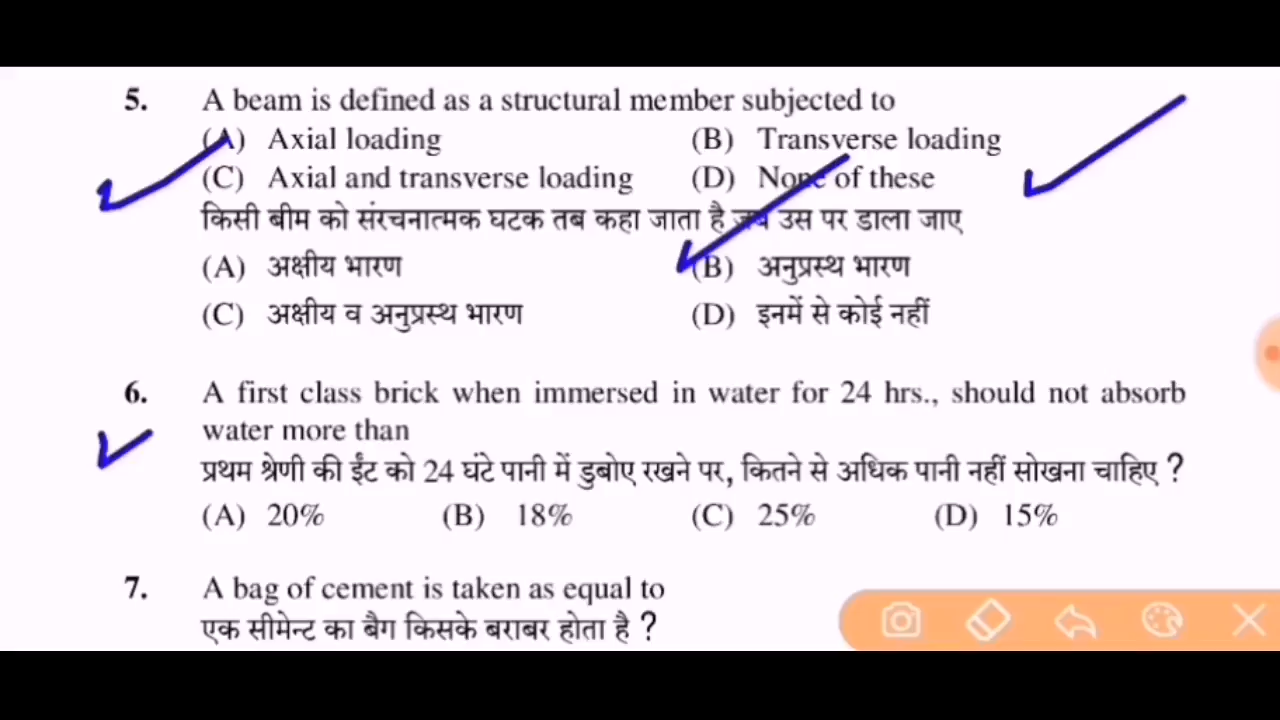 5. A beam is defined as a structural member subjected to
(A) Axial loading (B) Transverse loading
(C) Axial and transverse loading (D) None of these
किसी बीम को संरचनात्मक घटक तब कहा जाता है जब उस पर डाला जाए
(A) अक्षीय भारण (B) अनुप्रस्थ भारण
(C) अक्षीय व अनुप्रस्थ भारण (D) इनमें से कोई नहीं
6. A first class brick when immersed in water for 24 hrs., should not absorb
water more than
प्रथम श्रेणी की ईंट को 24 घंटे पानी में डुबोए रखने पर, कितने से अधिक पानी नहीं सोखना चाहिए ?
(A) 20% (B) 18% (C) 25% (D) 15%
7. A bag of cement is taken as equal to
एक सीमेन्ट का बैग किसके बराबर होता है ?